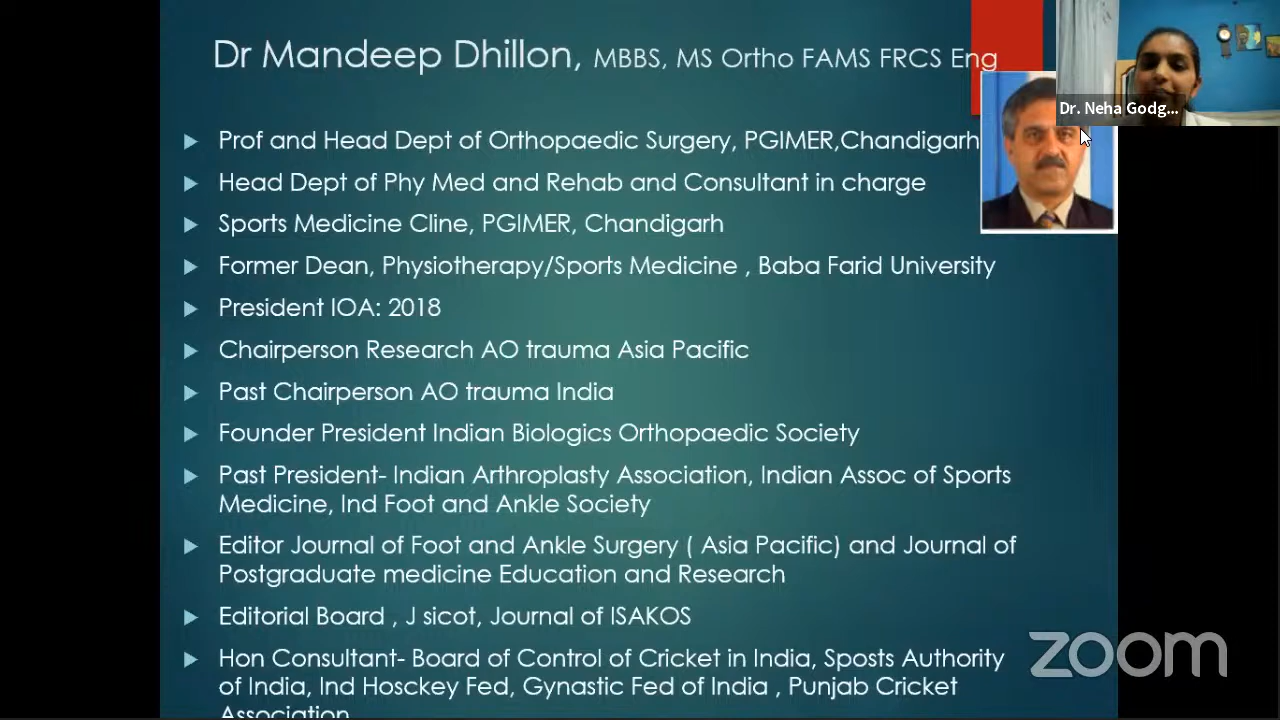 Dr Mandeep Dhillon, MBBS, MS Ortho FAMS FRCS Eng
Dr. Neha Godg...
Prof and Head Dept of Orthopaedic Surgery, PGIMER,Chandigarh
Head Dept of Phy Med and Rehab and Consultant in charge
Sports Medicine Cline, PGIMER, Chandigarh
Former Dean, Physiotherapy/Sports Medicine , Baba Farid University
President IOA: 2018
Chairperson Research AO trauma Asia Pacific
Past Chairperson AO trauma India
Founder President Indian Biologics Orthopaedic Society
Past President- Indian Arthroplasty Association, Indian Assoc of Sports
Medicine, Ind Foot and Ankle Society
Editor Journal of Foot and Ankle Surgery ( Asia Pacific) and Journal of
Postgraduate medicine Education and Research
Editorial Board , J sicot, Journal of ISAKOS
Hon Consultant- Board of Control of Cricket in India, Sposts Authority
of India, Ind Hosckey Fed, Gynastic Fed of India , Punjab Cricket
Association
zoom